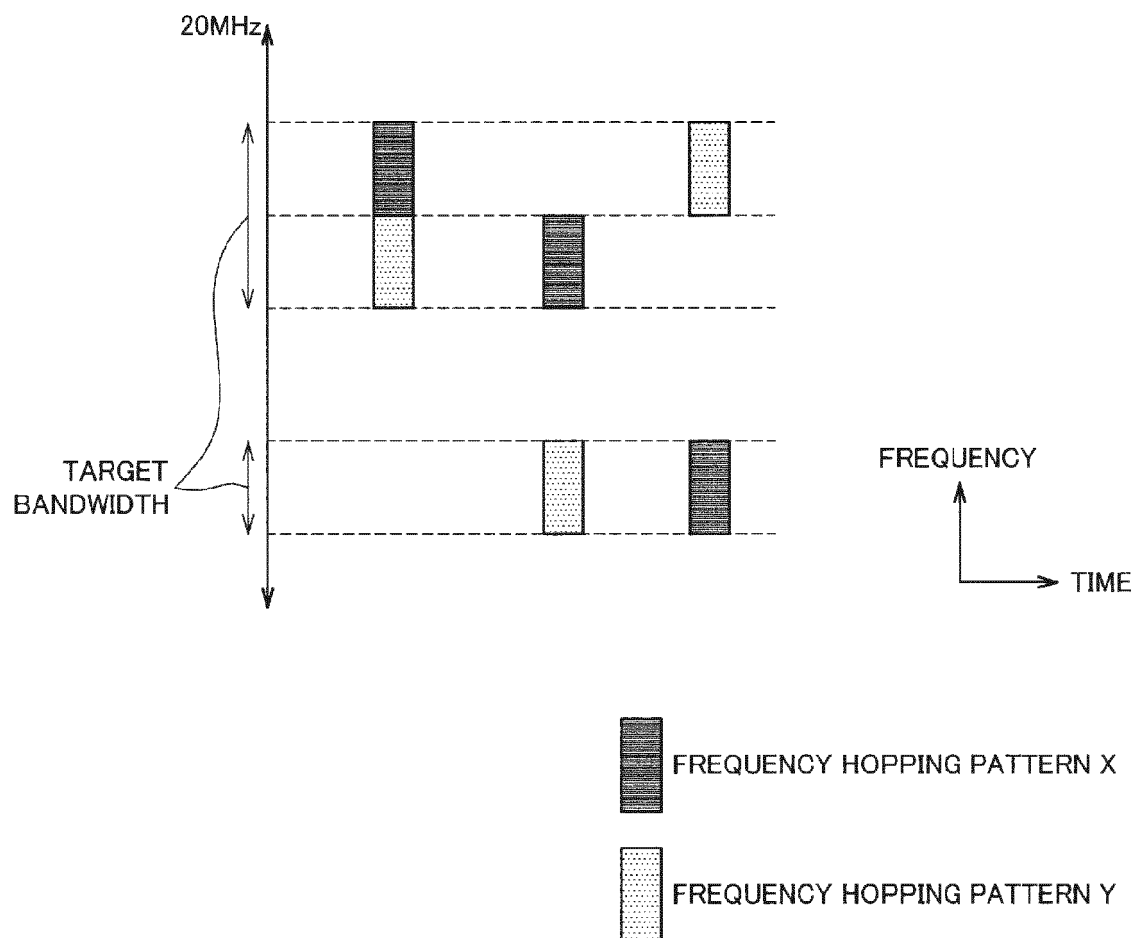 20MHz
TARGET
BANDWIDTH
FREQUENCY
TIME
FREQUENCY HOPPING PATTERN X
FREQUENCY HOPPING PATTERN Y